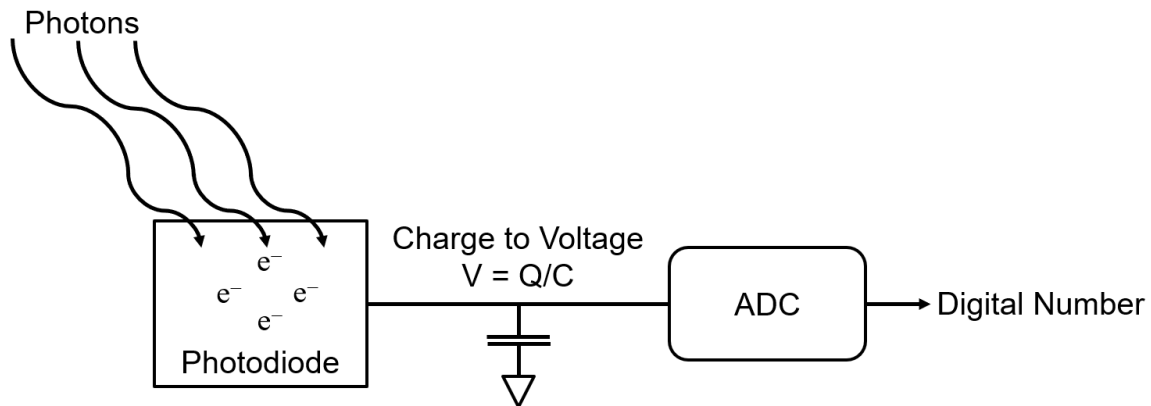 Photons
Charge to Voltage
V = Q/C
e⁻
e⁻ e⁻
e⁻
Photodiode
ADC
Digital Number